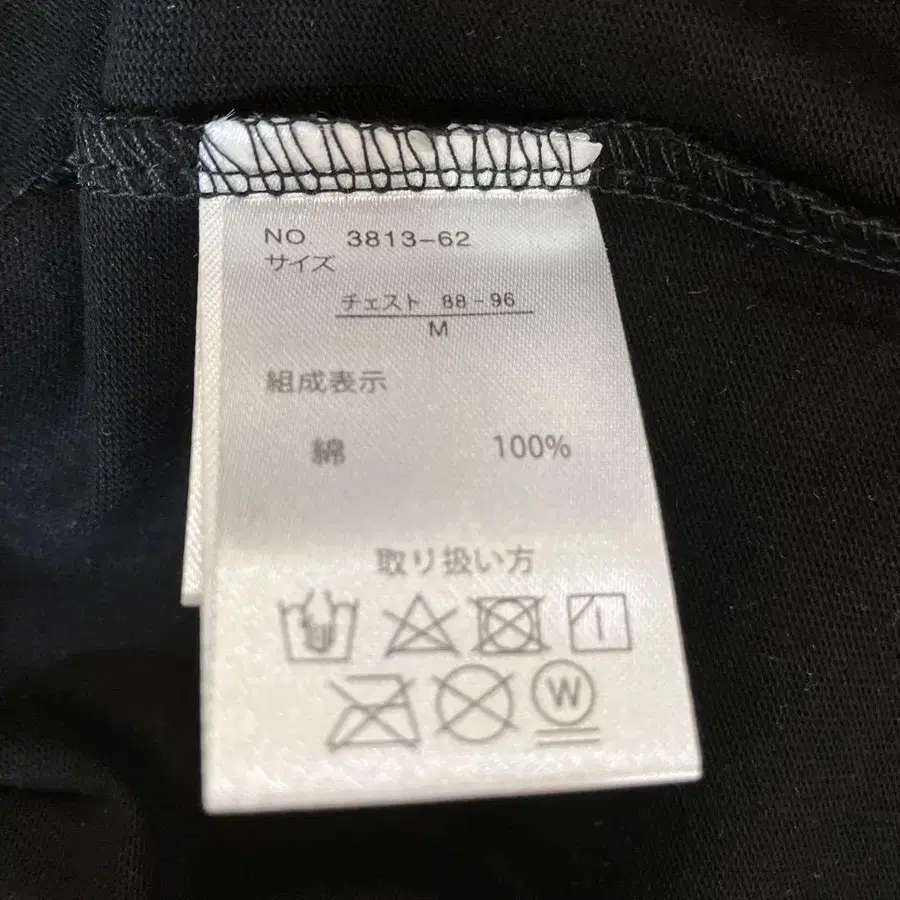 NO. 3813-62
サイズ
チェスト 88-96
M
組成表示
綿 100%
取り扱い方
W